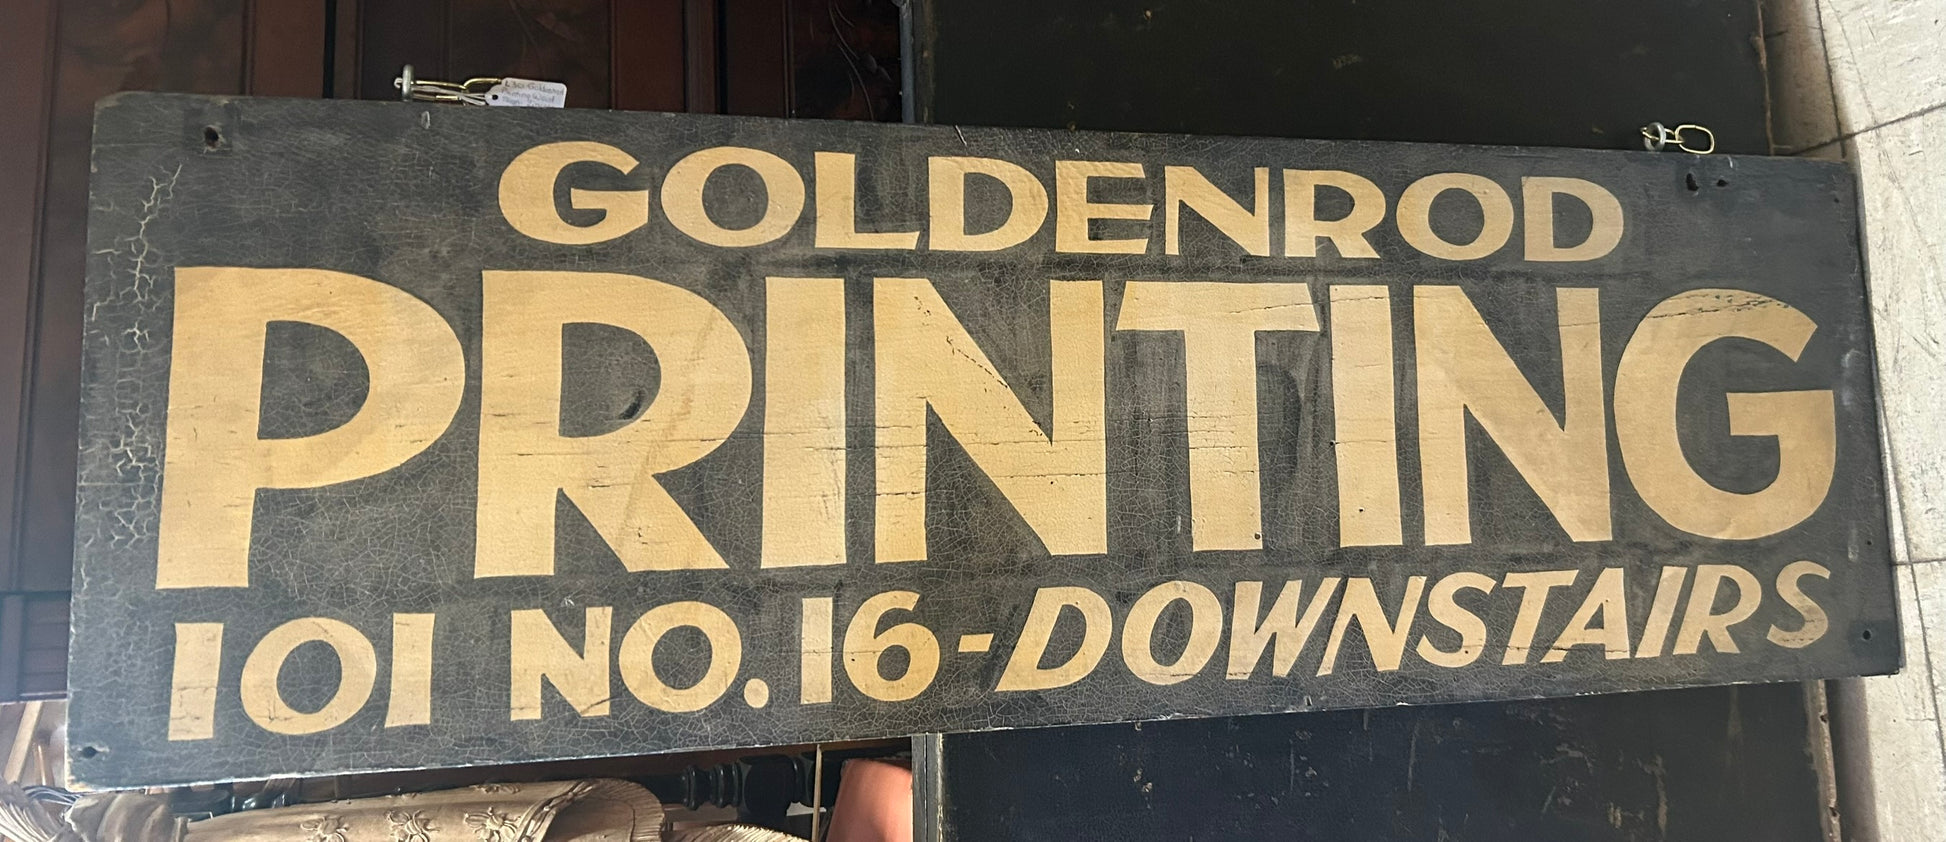 GOLDENROD
PRINTING
101 NO. 16-DOWNSTAIRS